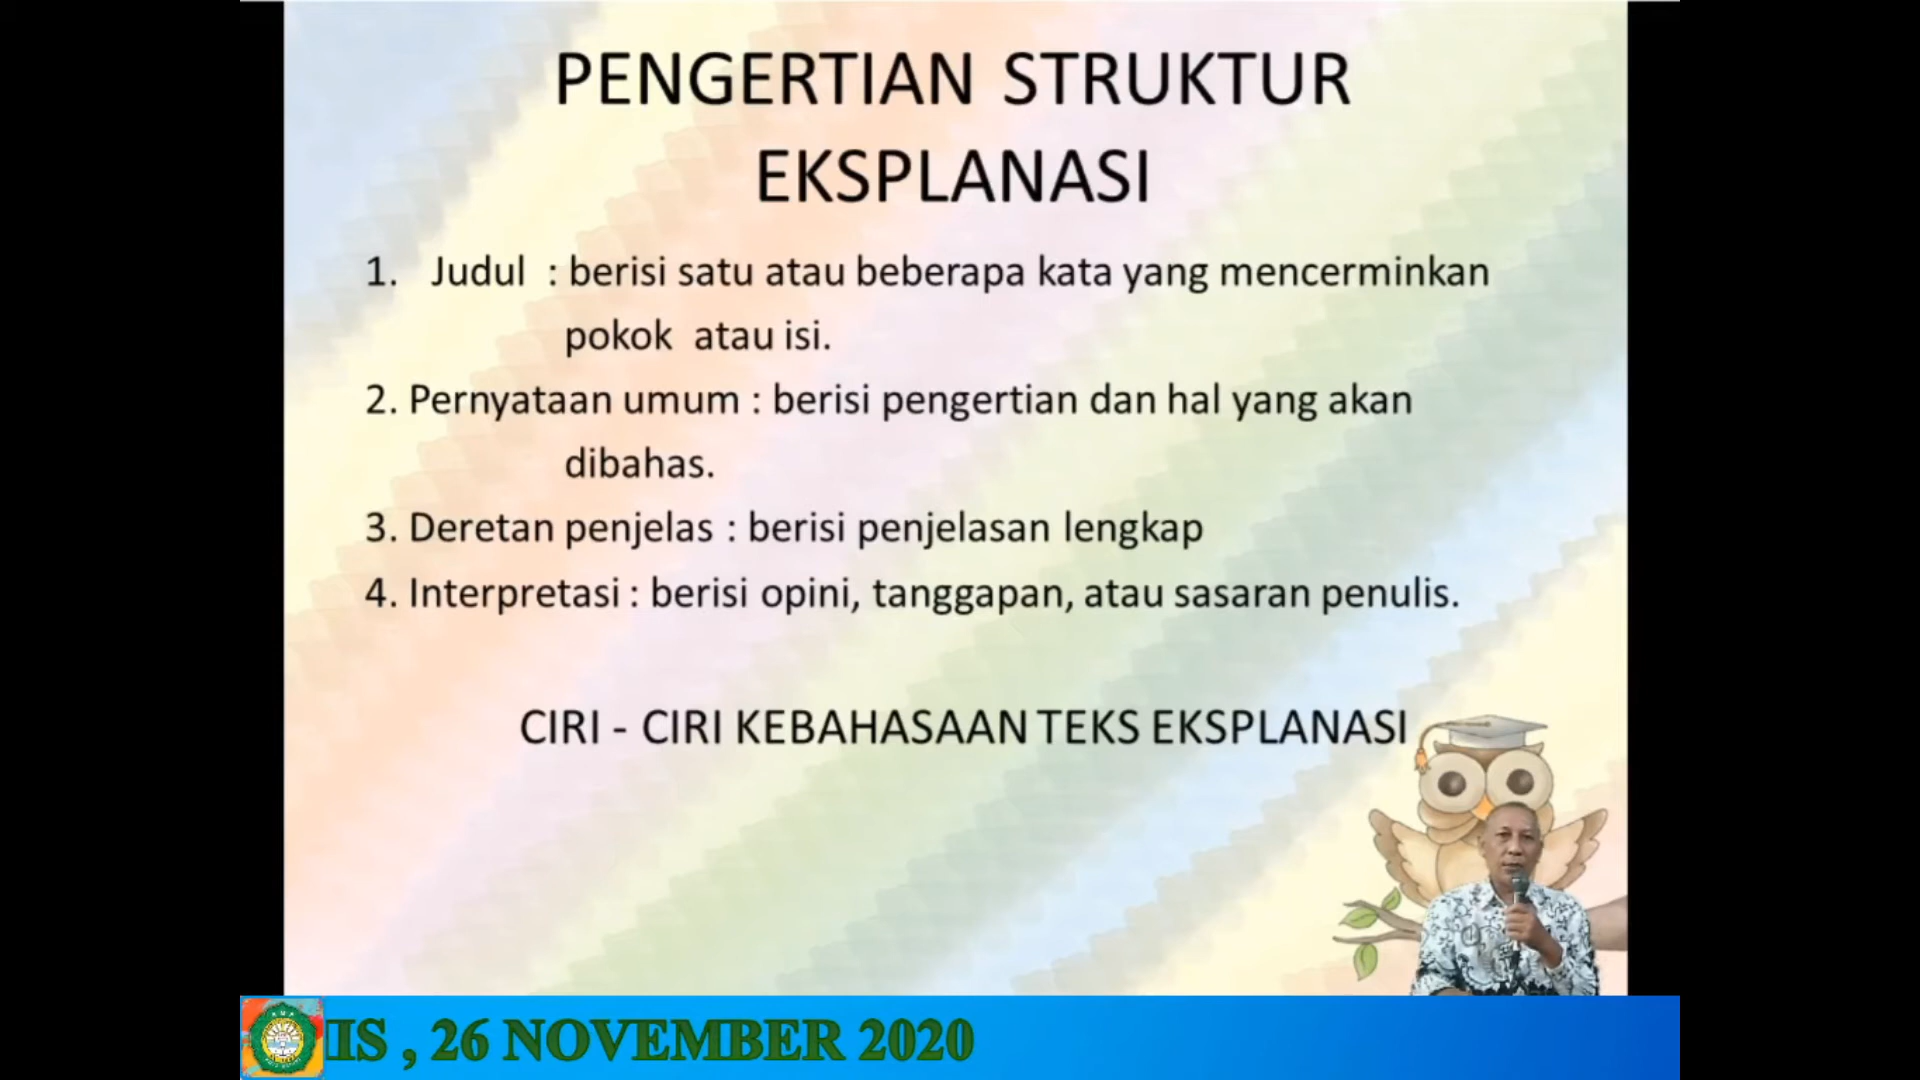 PENGERTIAN STRUKTUR
EKSPLANASI
1. Judul : berisi satu atau beberapa kata yang mencerminkan
pokok atau isi.
2. Pernyataan umum : berisi pengertian dan hal yang akan
dibahas.
3. Deretan penjelas : berisi penjelasan lengkap
4. Interpretasi : berisi opini, tanggapan, atau sasaran penulis.
CIRI - CIRI KEBAHASAAN TEKS EKSPLANASI
IS , 26 NOVEMBER 2020